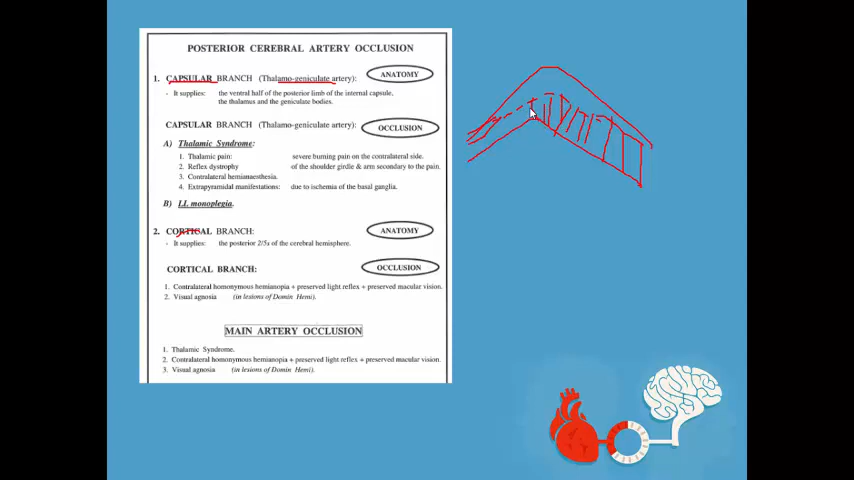 POSTERIOR CEREBRAL ARTERY OCCLUSION
1. CAPSULAR BRANCH (Thalamo-geniculate artery): ANATOMY
- It supplies: the ventral half of the posterior limb of the internal capsule,
the thalamus and the geniculate bodies.
CAPSULAR BRANCH (Thalamo-geniculate artery): OCCLUSION
A) Thalamic Syndrome:
1. Thalamic pain: severe burning pain on the contralateral side.
2. Reflex dystrophy of the shoulder girdle & arm secondary to the pain.
3. Contralateral hemianaesthesia.
4. Extrapyramidal manifestations: due to ischemia of the basal ganglia.
B) LL monoplegia.
2. CORTICAL BRANCH: ANATOMY
- It supplies: the posterior 2/5s of the cerebral hemisphere.
CORTICAL BRANCH: OCCLUSION
1. Contralateral homonymous hemianopia + preserved light reflex + preserved macular vision.
2. Visual agnosia (in lesions of Domin Hemi).
MAIN ARTERY OCCLUSION
1. Thalamic Syndrome.
2. Contralateral homonymous hemianopia + preserved light reflex + preserved macular vision.
3. Visual agnosia (in lesions of Domin Hemi).